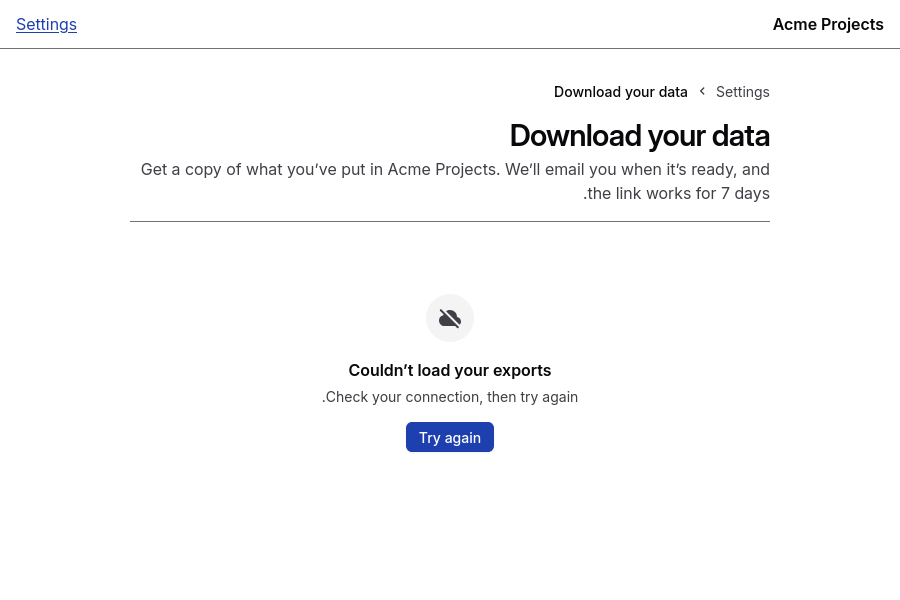 Acme Projects
Settings
Settings
Download your data
Download your data
Get a copy of what you've put in Acme Projects. We'll email you when it's ready, and
the link works for 7 days.
Couldn't load your exports
Check your connection, then try again.
Try again